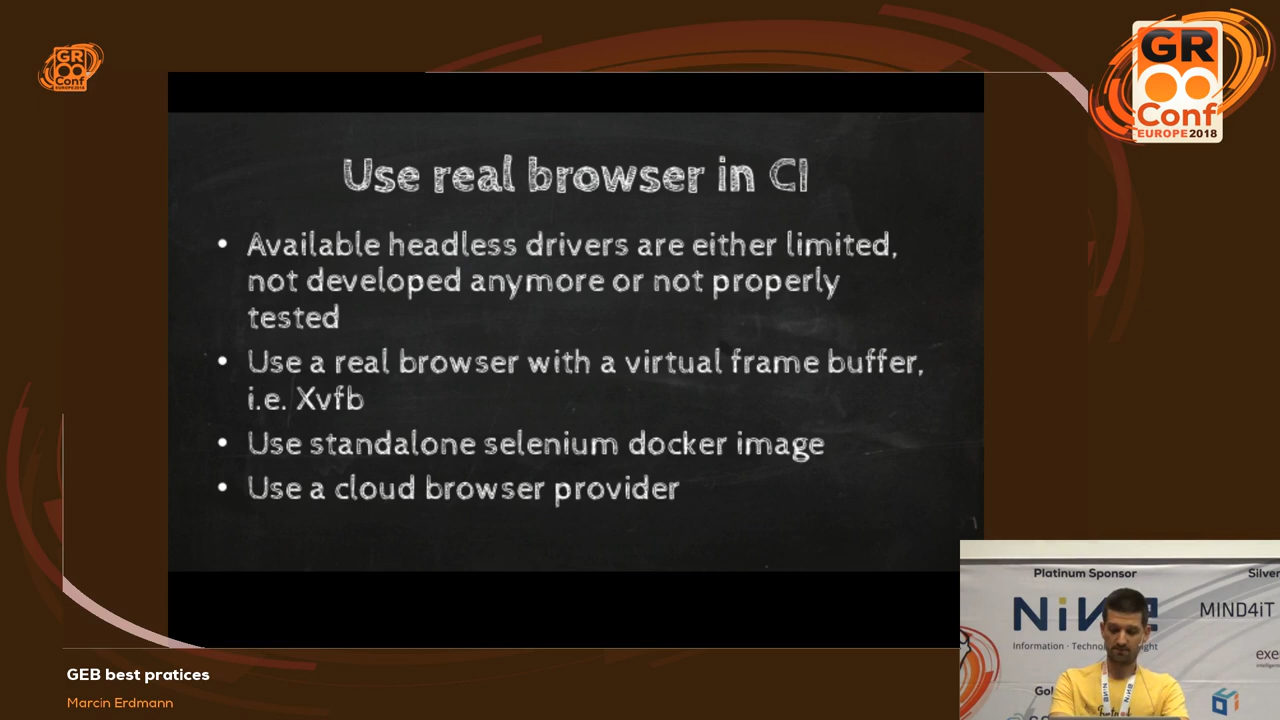 GR
Conf
EUROPE 2018
GR
Conf
EUROPE 2018
Use real browser in CI
• Available headless drivers are either limited,
not developed anymore or not properly
tested
• Use a real browser with a virtual frame buffer,
i.e. Xvfb
• Use standalone selenium docker image
• Use a cloud browser provider
Platinum Sponsor
Silver
MIND4iT
Information
GEB best pratices
Marcin Erdmann